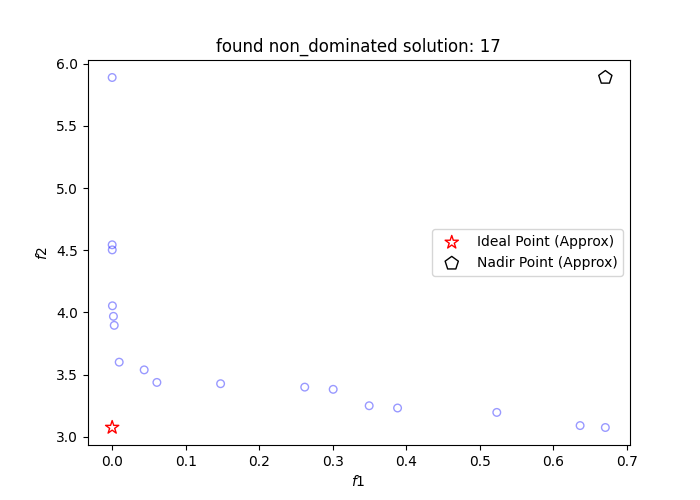 found non_dominated solution: 17
6.0
5.5
5.0
4.5
4.0
3.5
3.0
f2
Ideal Point (Approx)
Nadir Point (Approx)
0.0 0.1 0.2 0.3 0.4 0.5 0.6 0.7
f1